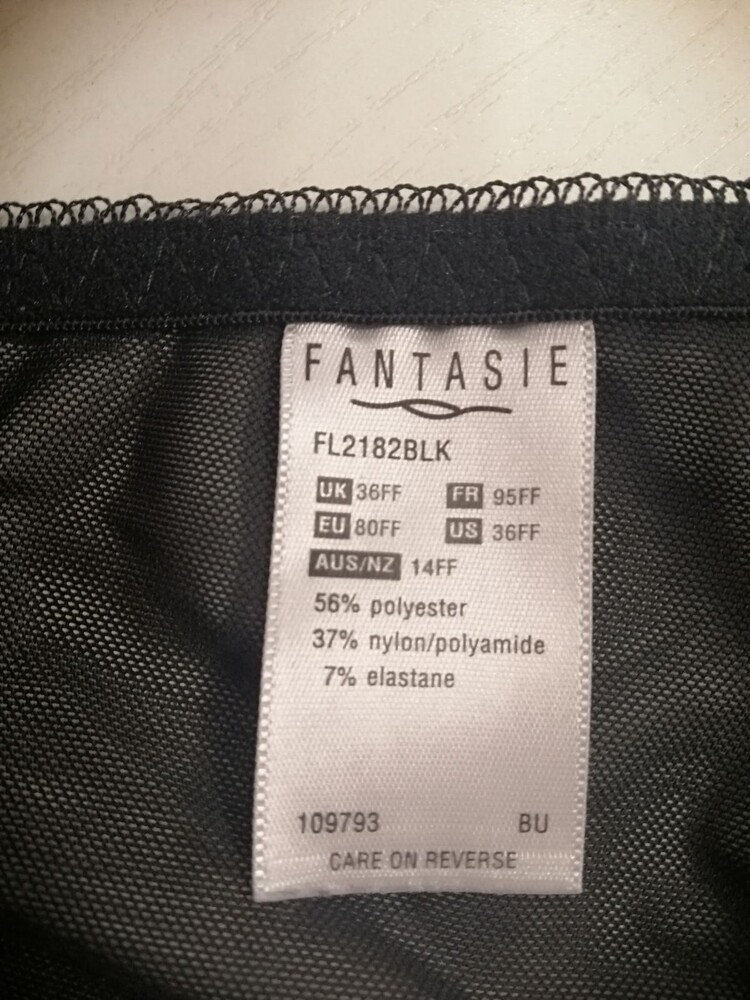 FANTASIE
FL2182BLK
UK 36FF FR 95FF
EU 80FF US 36FF
AUS/NZ 14FF
56% polyester
37% nylon/polyamide
7% elastane
109793 BU
CARE ON REVERSE